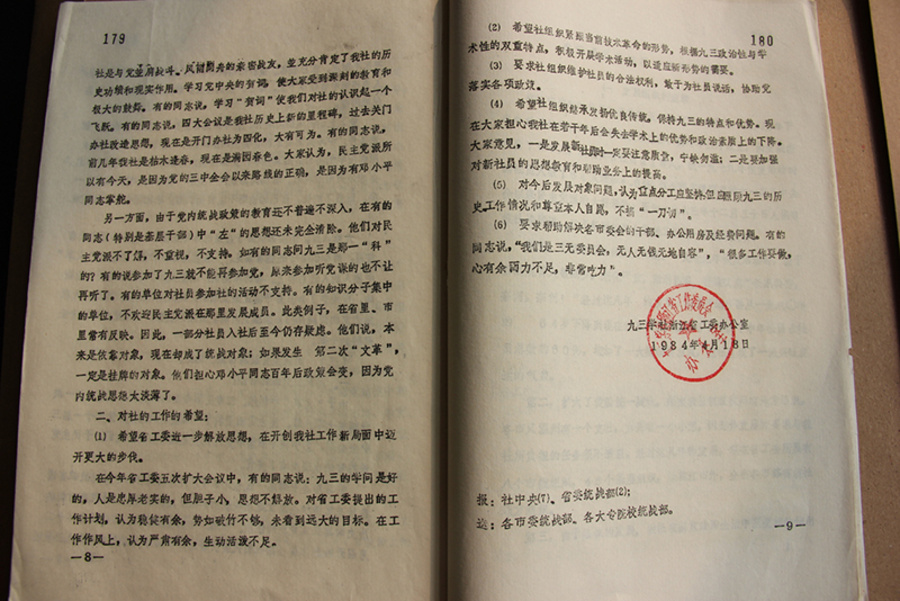 179
社是与党並肩战斗。风雨同舟的亲密战友,並充分肯定了我社的历
史功绩和现实作用。学习党中央的贺词,使大家受到深刻的教育和
极大的鼓舞。有的同志说,学习“贺词”使我们对社的认识起一个
飞跃。有的同志说,四大会议是我社历史上新的里程碑,过去关门
办社改造思想,现在是开门办社为四化,大有可为。有的同志说,
前几年我社是枯木逢春,现在是满园春色。大家认为,民主党派所
以有今天,是因为党的三中全会以来路线的正确,是因为有邓小平
同志掌舵。
另一方面,由于党内统战政策的教育还不普遍不深入,在有的
同志(特别是基层干部)中“左”的思想还未完全消除。他们对民
主党派不了解,不重视,不支持。如有的同志问九三是那一“科”
的?有的说参加了九三就不能再参加党,原来参加听党课的也不让
再听了。有的单位对社员参加社的活动不支持。有的知识分子集中
的单位,不欢迎民主党派在那里发展成员。此类例子,在省里、市
里常有反映。因此,一部分社员入社后至今仍存疑虑。他们说,本
来是依靠对象,现在却成了统战对象;如果发生 第二次“文革”,
一定是挂牌的对象。他们担心邓小平同志百年后政策会变,因为党
内统战思想太淡薄了。
二、对社的工作的希望:
(1) 希望省工委进一步解放思想,在开创我社工作新局面中迈
开更大的步伐。
在今年省工委五次扩大会议中,有的同志说:九三的学问是好
的,人是忠厚老实的,但胆子小,思想不解放。对省工委提出的工
作计划,认为稳健有余,势如破竹不够,未看到远大的目标。在工
作作风上,认为严肃有余,生动活泼不足。
—8—
180
(2) 希望社组织紧跟当前技术革命的形势,根据九三政治性与学
术性的双重特点,积极开展学术活动,以适应新形势的需要。
(3) 要求社组织维护社员的合法权利,敢于为社员说话,协助党
落实各项政策。
(4) 希望社组织继承发扬优良传统,保持九三的特点和优势。现
在大家担心我社在若干年后会失去学术上的优势和政治素质上的下降。
大家意见,一是发展新社员时一定要注意质量,宁缺勿滥;二是要加强
对新社员的思想教育和帮助业务上的提高。
(5) 对今后发展对象问题,认为重点分工应坚持,但应照顾九三的历
史工作情况和尊重本人自愿,不搞“一刀切”。
(6) 要求帮助解决各市委会的干部、办公用房及经费问题。有的
同志说,“我们是三无委员会,无人无钱无地自容”,“很多工作要做,
心有余而力不足,非常吃力”。
九三学社浙江省工委办公室
1984年4月18日
报:社中央(7)、省委统战部(2);
送:各市委统战部、各大专院校统战部。
—9—